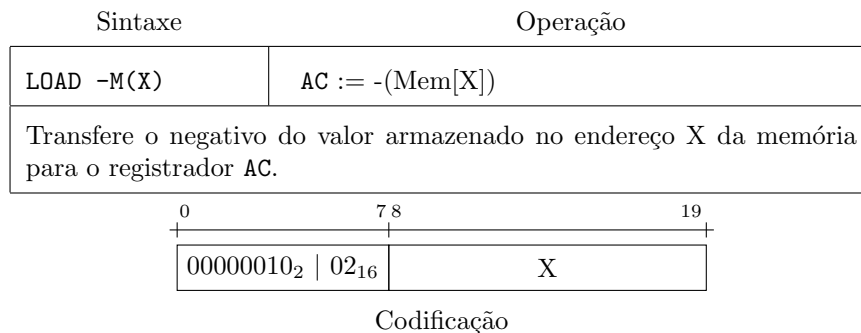 Sintaxe Operação
LOAD -M(X) AC := -(Mem[X])
Transfere o negativo do valor armazenado no endereço X da memória
para o registrador AC.
0 7 8 19
00000010₂ | 02₁₆ X
Codificação